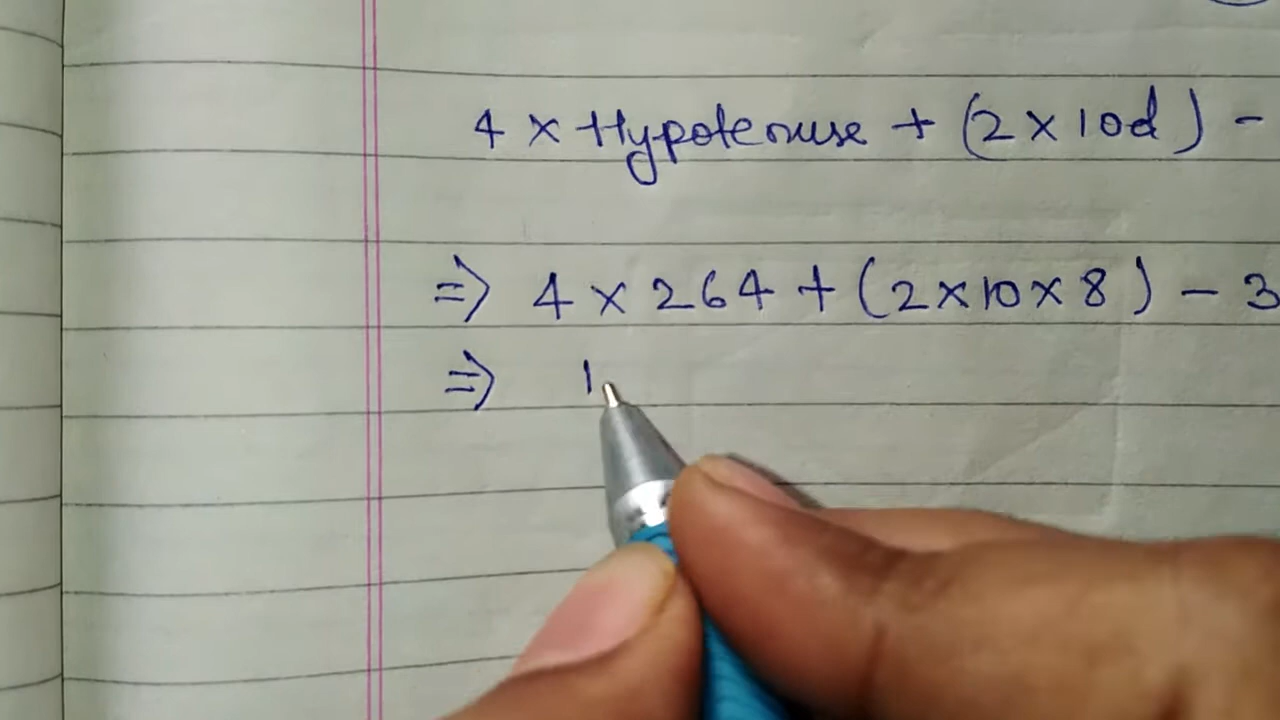 4 × Hypotenuse + (2 × 10d) -
⇒ 4 × 264 + (2 × 10 × 8) - 3
⇒ 1